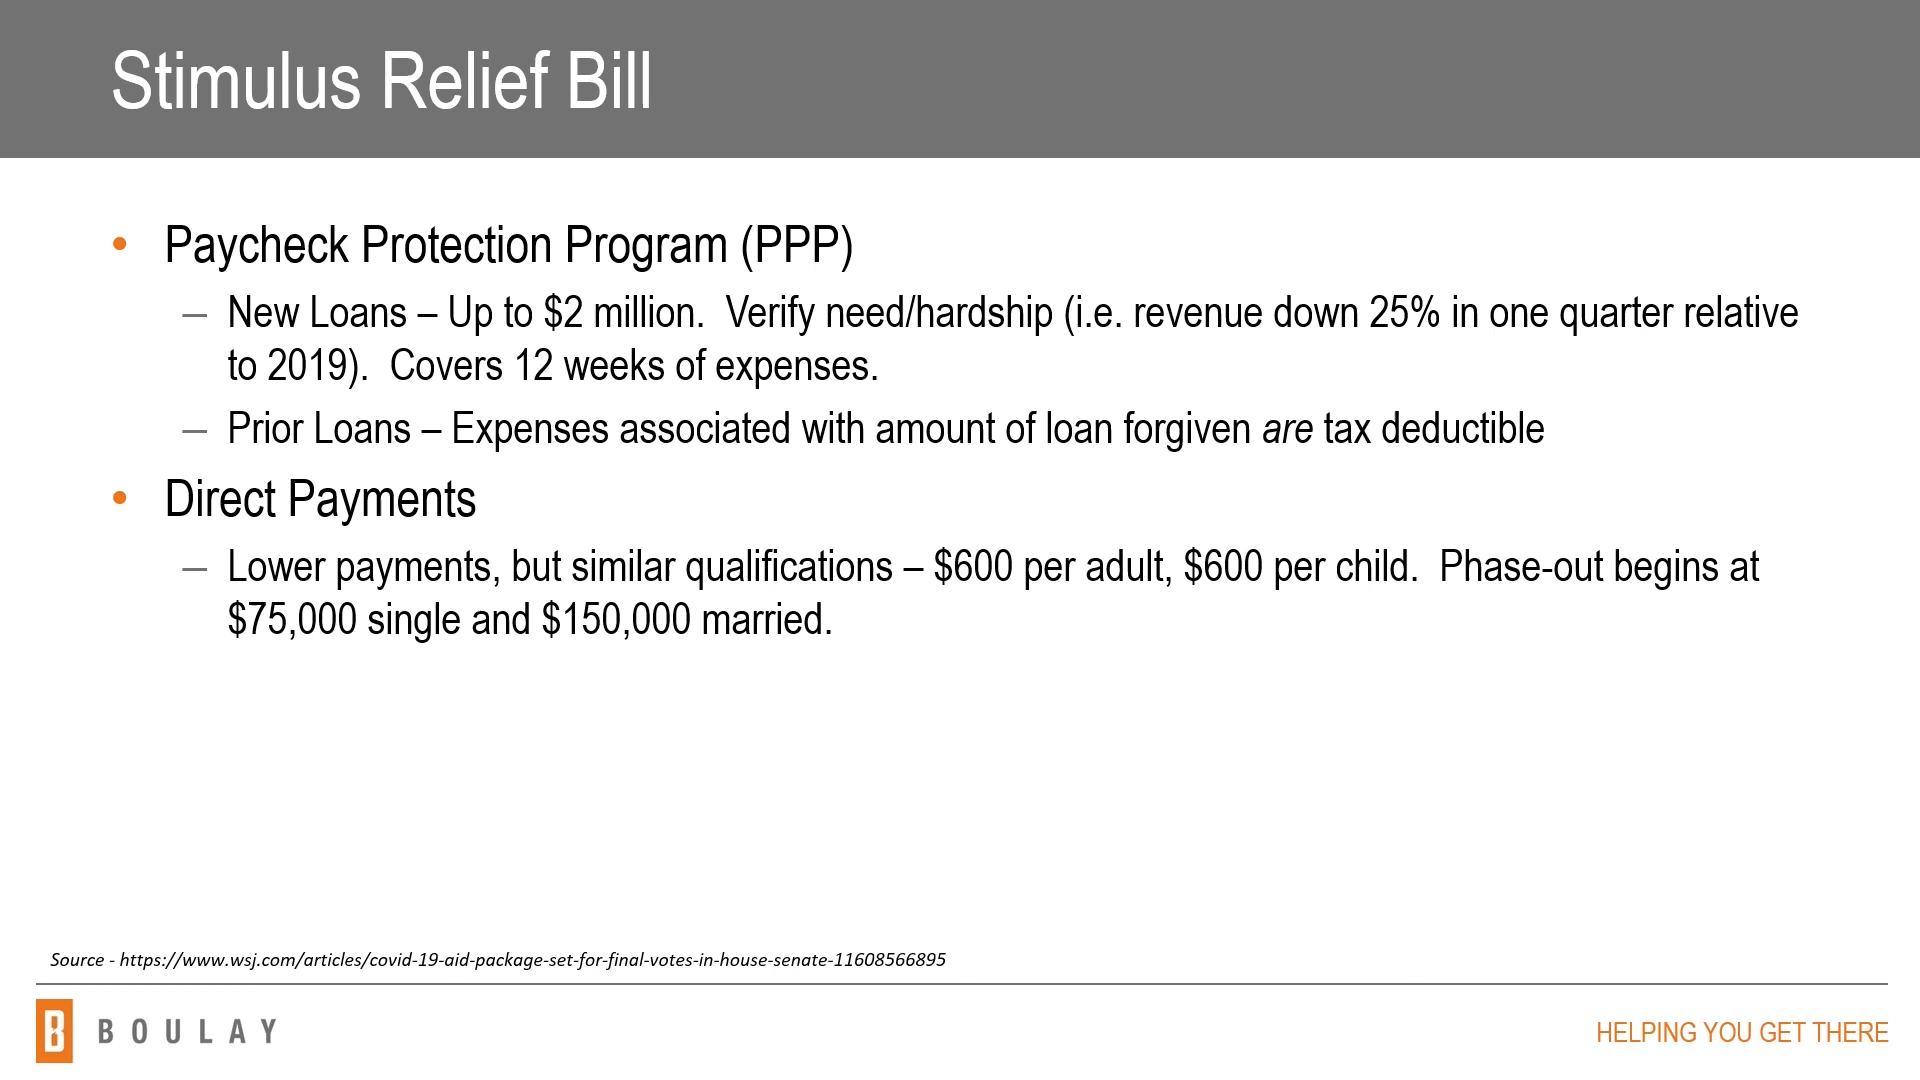 Stimulus Relief Bill
• Paycheck Protection Program (PPP)
– New Loans – Up to $2 million.  Verify need/hardship (i.e. revenue down 25% in one quarter relative
to 2019).  Covers 12 weeks of expenses.
– Prior Loans – Expenses associated with amount of loan forgiven are tax deductible
• Direct Payments
– Lower payments, but similar qualifications – $600 per adult, $600 per child.  Phase-out begins at
$75,000 single and $150,000 married.
Source - https://www.wsj.com/articles/covid-19-aid-package-set-for-final-votes-in-house-senate-11608566895
B BOULAY
HELPING YOU GET THERE